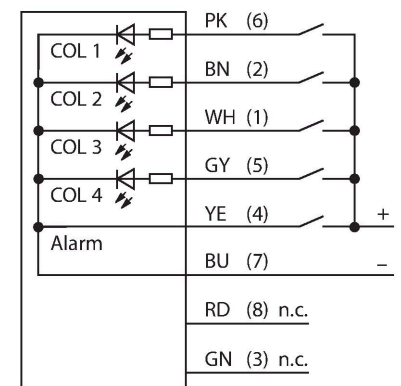 PK (6)
COL 1
BN (2)
COL 2
WH (1)
COL 3
GY (5)
COL 4
YE (4)
+
Alarm
BU (7)
–
RD (8) n.c.
GN (3) n.c.